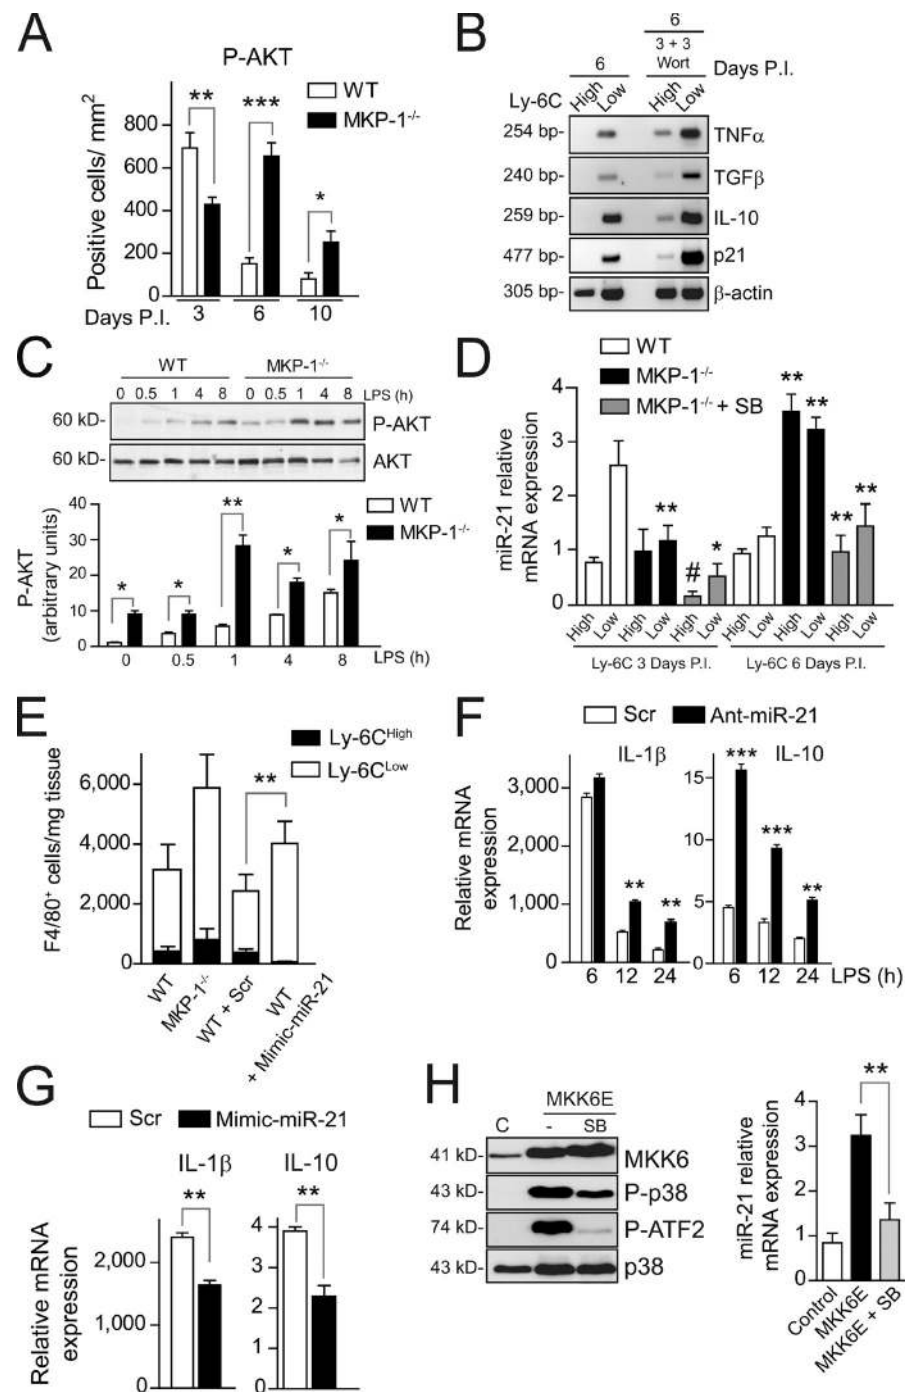 A
P-AKT
WT
MKP-1-/-
Positive cells/ mm2
800
600
400
200
0
** *** *
Days P.I. 3 6 10
B
6
6
3 + 3
Wort
Days P.I.
Ly-6C High Low High Low
254 bp- TNFα
240 bp- TGFβ
259 bp- IL-10
477 bp- p21
305 bp- β-actin
C
WT MKP-1-/-
0 0.5 1 4 8 0 0.5 1 4 8 LPS (h)
60 kD- P-AKT
60 kD- AKT
WT
MKP-1-/-
P-AKT
(arbitrary units)
40
30
20
10
0
* * ** * *
0 0.5 1 4 8 LPS (h)
D
WT
MKP-1-/-
MKP-1-/- + SB
miR-21 relative
mRNA expression
4
3
2
1
0
** # * ** ** ** **
High Low High Low High Low High Low High Low High Low
Ly-6C 3 Days P.I. Ly-6C 6 Days P.I.
E
Ly-6CHigh
Ly-6CLow
F4/80+ cells/mg tissue
6,000
4,000
2,000
0
**
WT
MKP-1-/-
WT + Scr
WT
+ Mimic-miR-21
F
Scr Ant-miR-21
IL-1β IL-10
Relative mRNA
expression
3,000
2,000
1,000
0
** **
6 12 24
15
10
5
0
*** *** **
6 12 24 LPS (h)
G
Scr Mimic-miR-21
IL-1β IL-10
Relative mRNA
expression
2,000
1,000
0
**
4
3
2
1
0
**
H
MKK6E
C - SB
41 kD- MKK6
43 kD- P-p38
74 kD- P-ATF2
43 kD- p38
miR-21 relative
mRNA expression
4
3
2
1
0
**
Control
MKK6E
MKK6E + SB